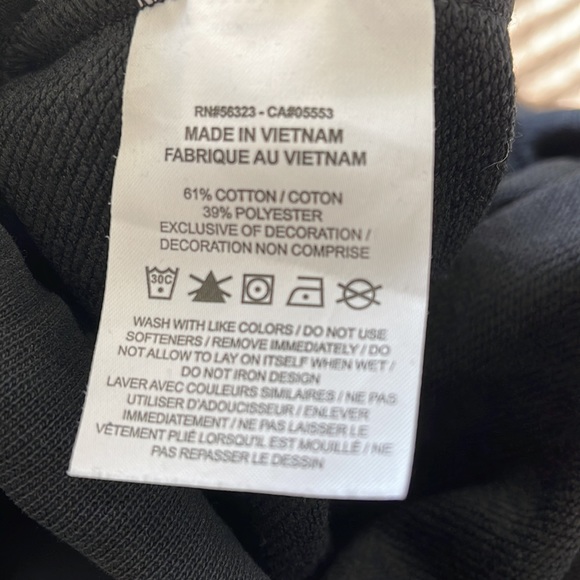 RN#56323 - CA#05553
MADE IN VIETNAM
FABRIQUE AU VIETNAM
61% COTTON / COTON
39% POLYESTER
EXCLUSIVE OF DECORATION /
DECORATION NON COMPRISE
30C
WASH WITH LIKE COLORS / DO NOT USE
SOFTENERS / REMOVE IMMEDIATELY / DO
NOT ALLOW TO LAY ON ITSELF WHEN WET /
DO NOT IRON DESIGN
LAVER AVEC COULEURS SIMILAIRES / NE PAS
UTILISER D'ADOUCISSEUR / ENLEVER
IMMEDIATEMENT / NE PAS LAISSER LE
VÊTEMENT PLIÉ LORSQU'IL EST MOUILLÉ / NE
PAS REPASSER LE DESSIN